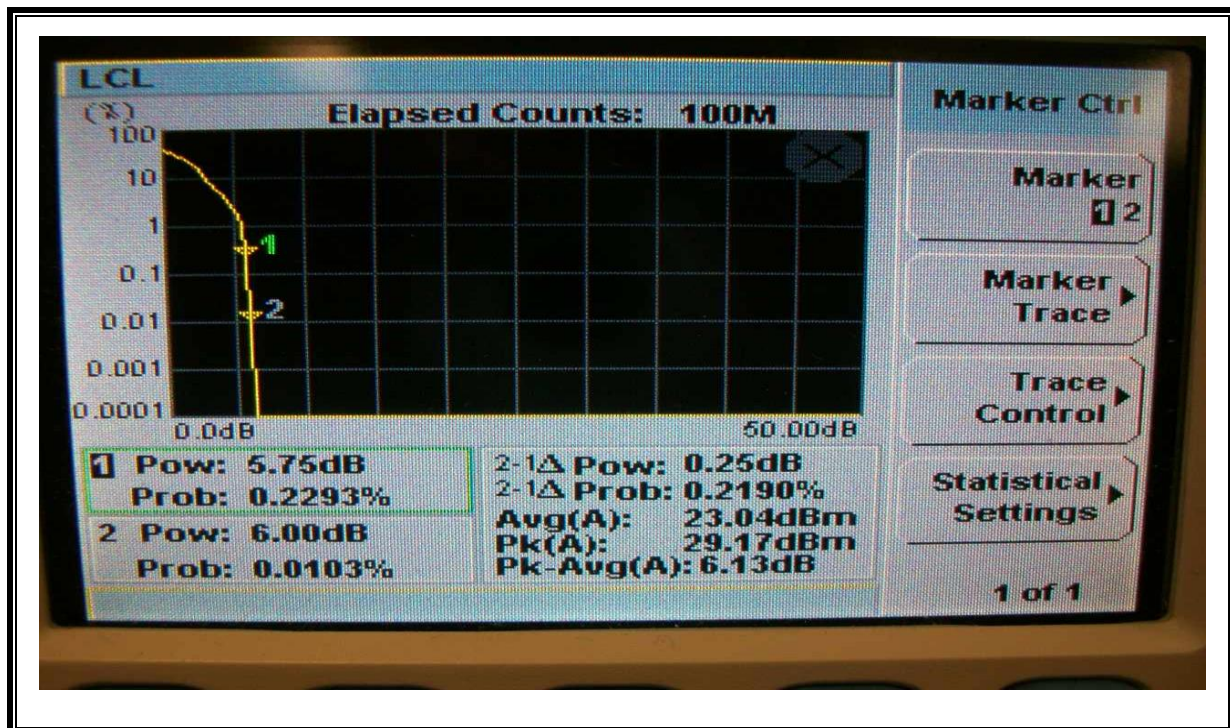 LCL
(%)
Elapsed Counts: 100M
100
10
1
0.1
0.01
0.001
0.0001
1
2
0.0dB
50.00dB
1 Pow: 5.75dB
Prob: 0.2293%
2 Pow: 6.00dB
Prob: 0.0103%
2-1Δ Pow: 0.25dB
2-1Δ Prob: 0.2190%
Avg(A): 23.04dBm
Pk(A): 29.17dBm
Pk-Avg(A): 6.13dB
Marker Ctrl
Marker
1 2
Marker
Trace
Trace
Control
Statistical
Settings
1 of 1